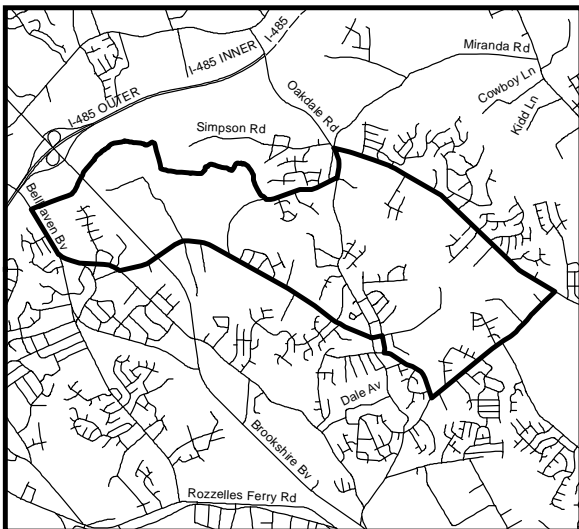 I-485
I-485 INNER
Miranda Rd
I-485 OUTER
Oakdale Rd
Cowboy Ln
Kidd Ln
Simpson Rd
Bellhaven Bv
Dale Av
Brookshire Bv
Rozzelles Ferry Rd